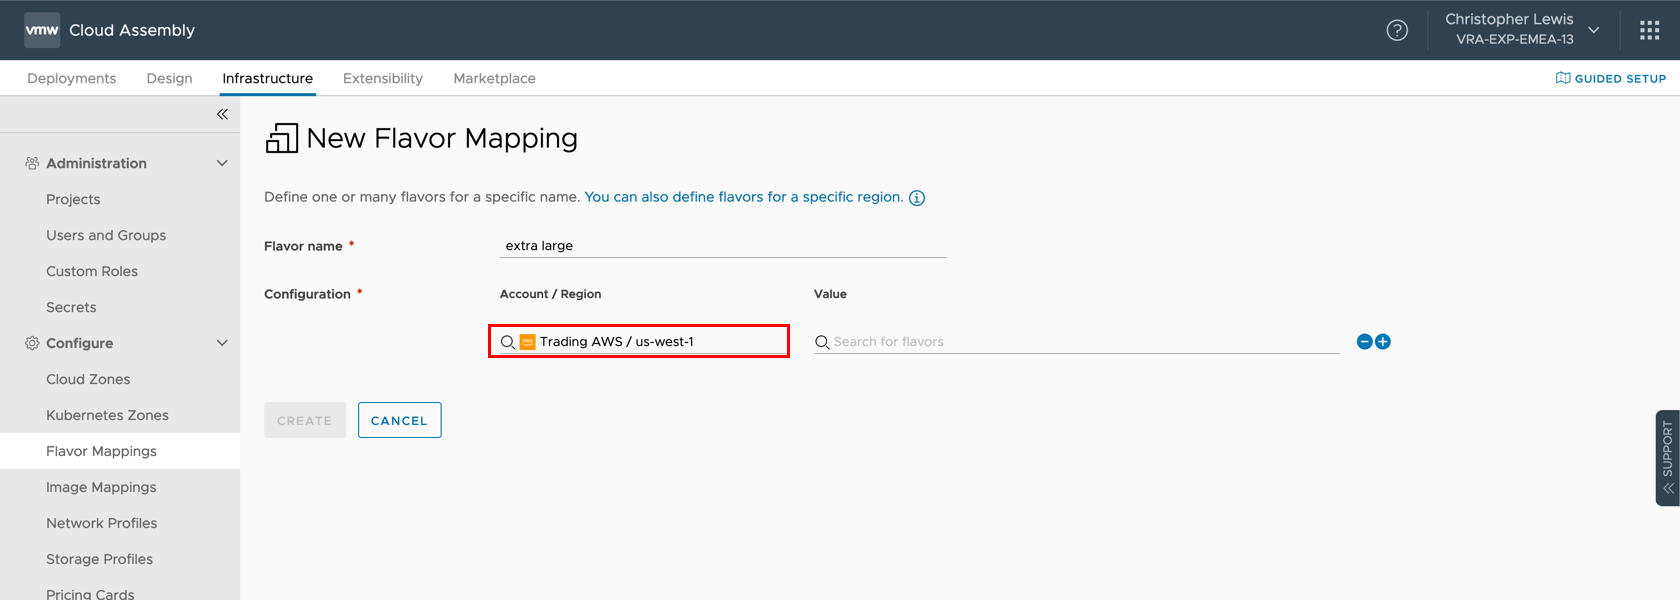 vmw Cloud Assembly
Christopher Lewis
VRA-EXP-EMEA-13
Deployments Design Infrastructure Extensibility Marketplace
GUIDED SETUP
Administration
Projects
Users and Groups
Custom Roles
Secrets
Configure
Cloud Zones
Kubernetes Zones
Flavor Mappings
Image Mappings
Network Profiles
Storage Profiles
Pricing Cards
New Flavor Mapping
Define one or many flavors for a specific name. You can also define flavors for a specific region.
Flavor name * extra large
Configuration * Account / Region Value
aws Trading AWS / us-west-1 Search for flavors
CREATE CANCEL
SUPPORT